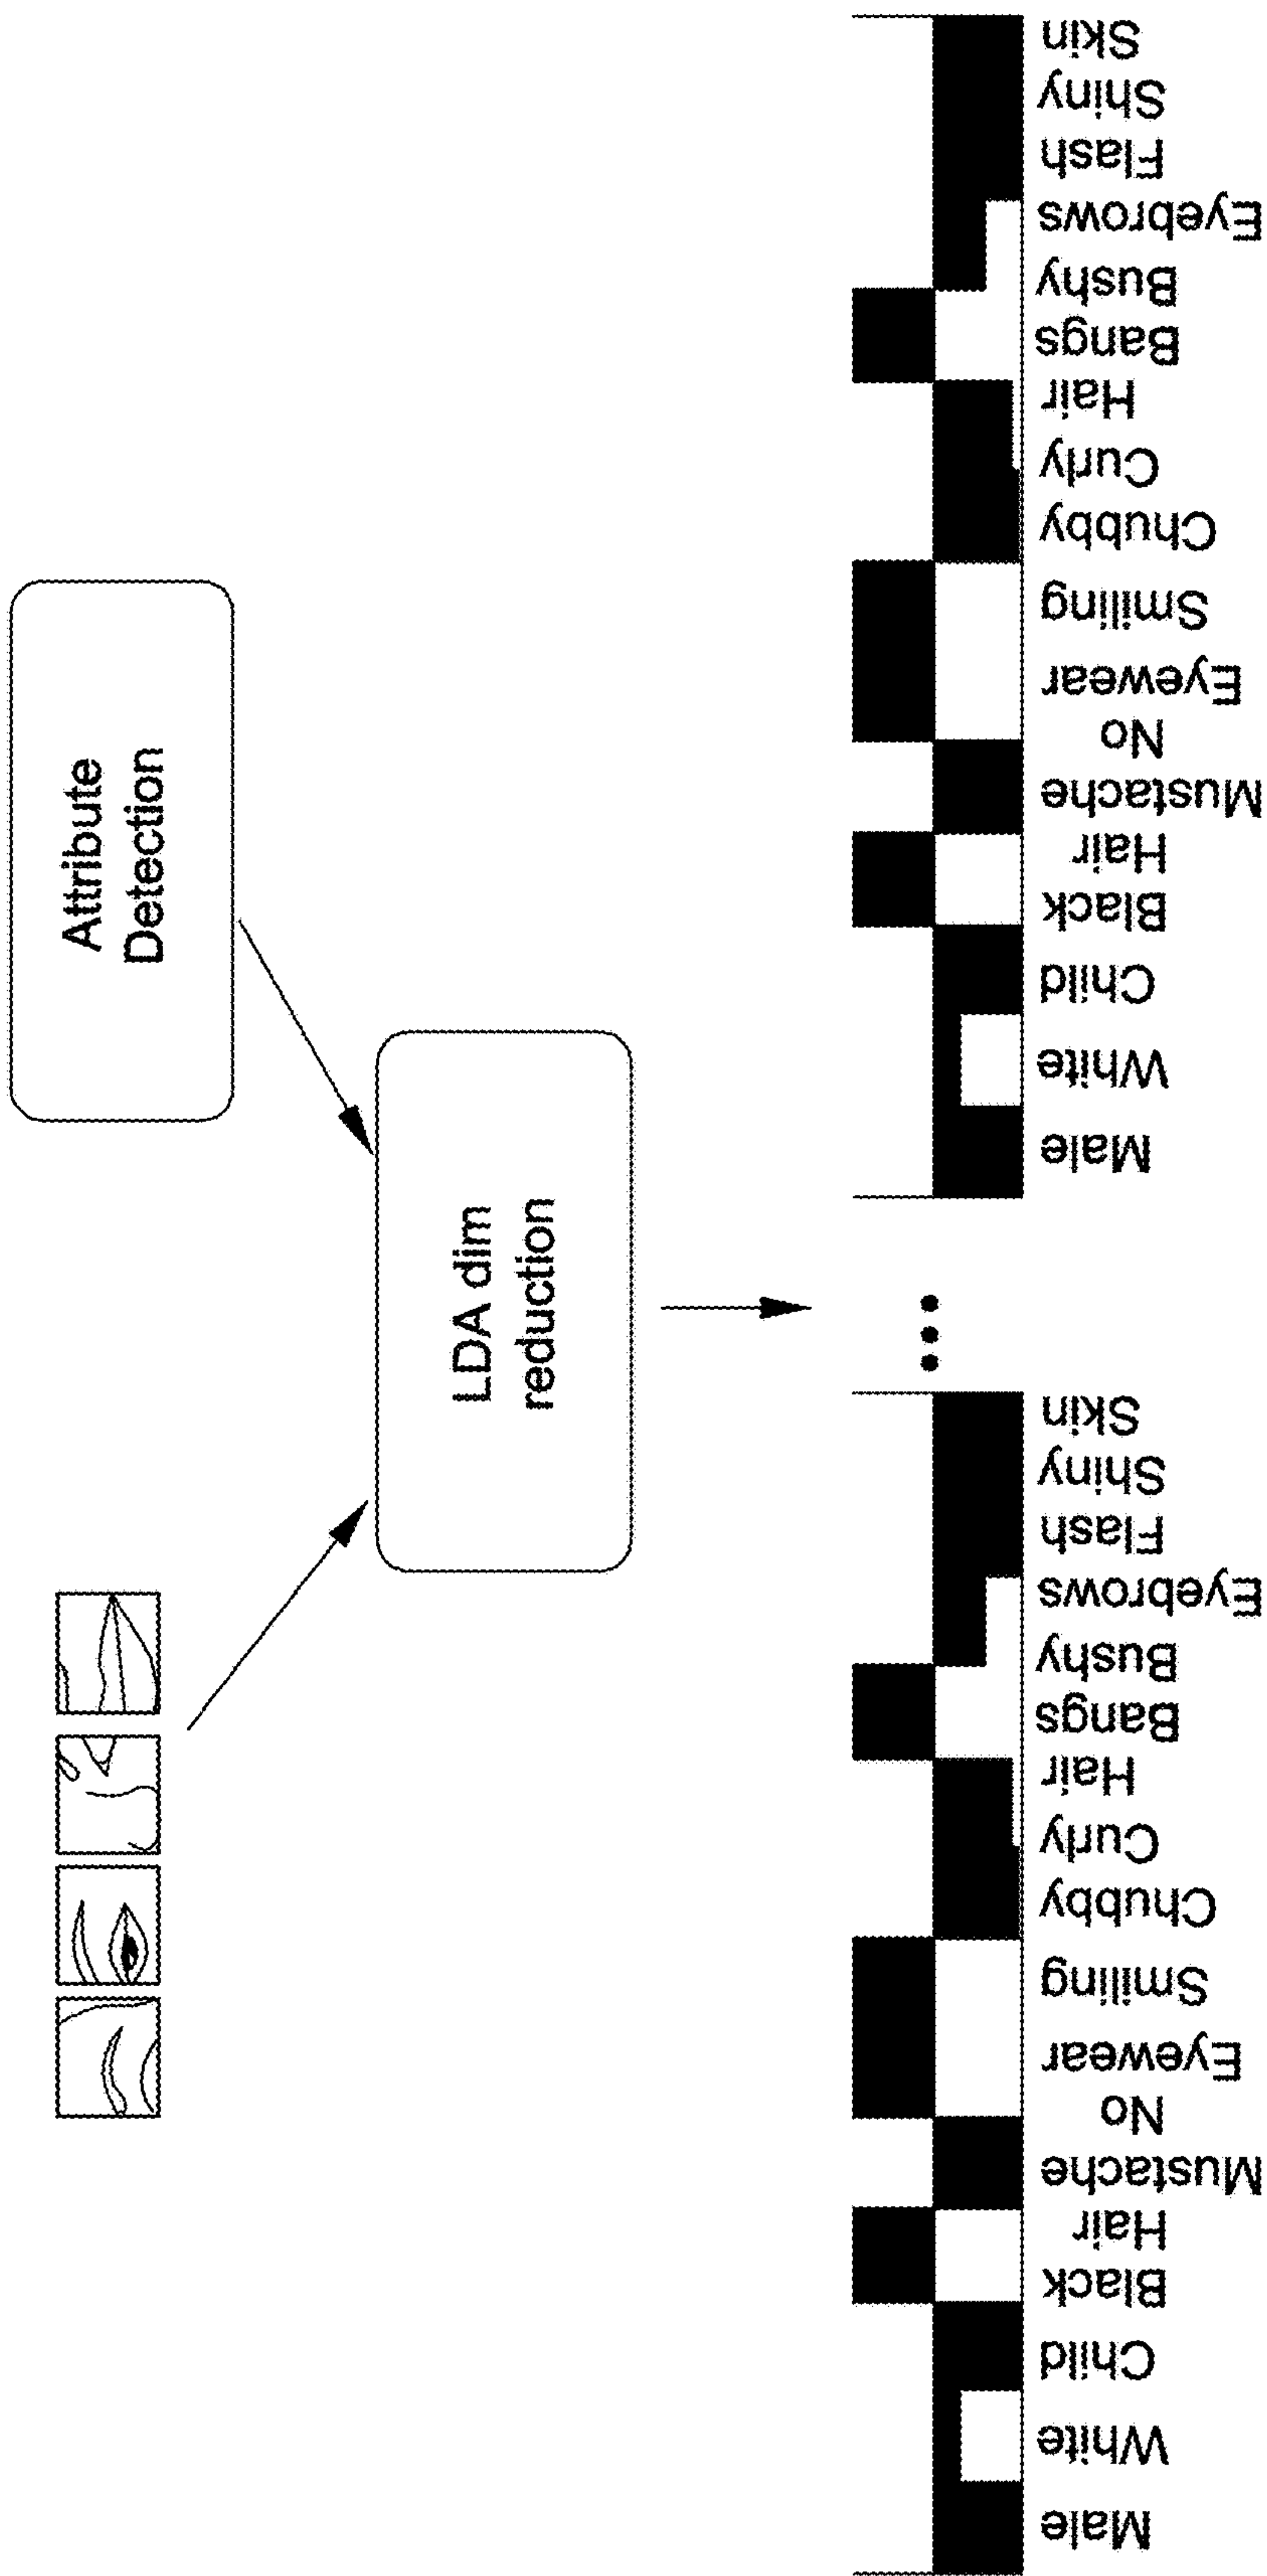 Attribute
Detection
LDA dim
reduction
Male
White
Child
Black
Hair
Mustache
No
Eyewear
Smiling
Chubby
Curly
Hair
Bangs
Bushy
Eyebrows
Flash
Shiny
Skin
Male
White
Child
Black
Hair
Mustache
No
Eyewear
Smiling
Chubby
Curly
Hair
Bangs
Bushy
Eyebrows
Flash
Shiny
Skin